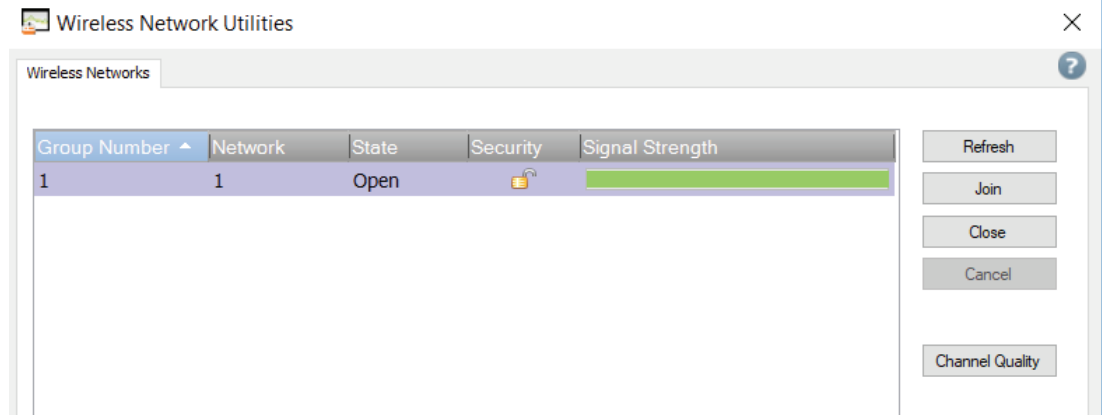 Wireless Network Utilities
Wireless Networks
Group Number Network State Security Signal Strength
1 1 Open
Refresh
Join
Close
Cancel
Channel Quality